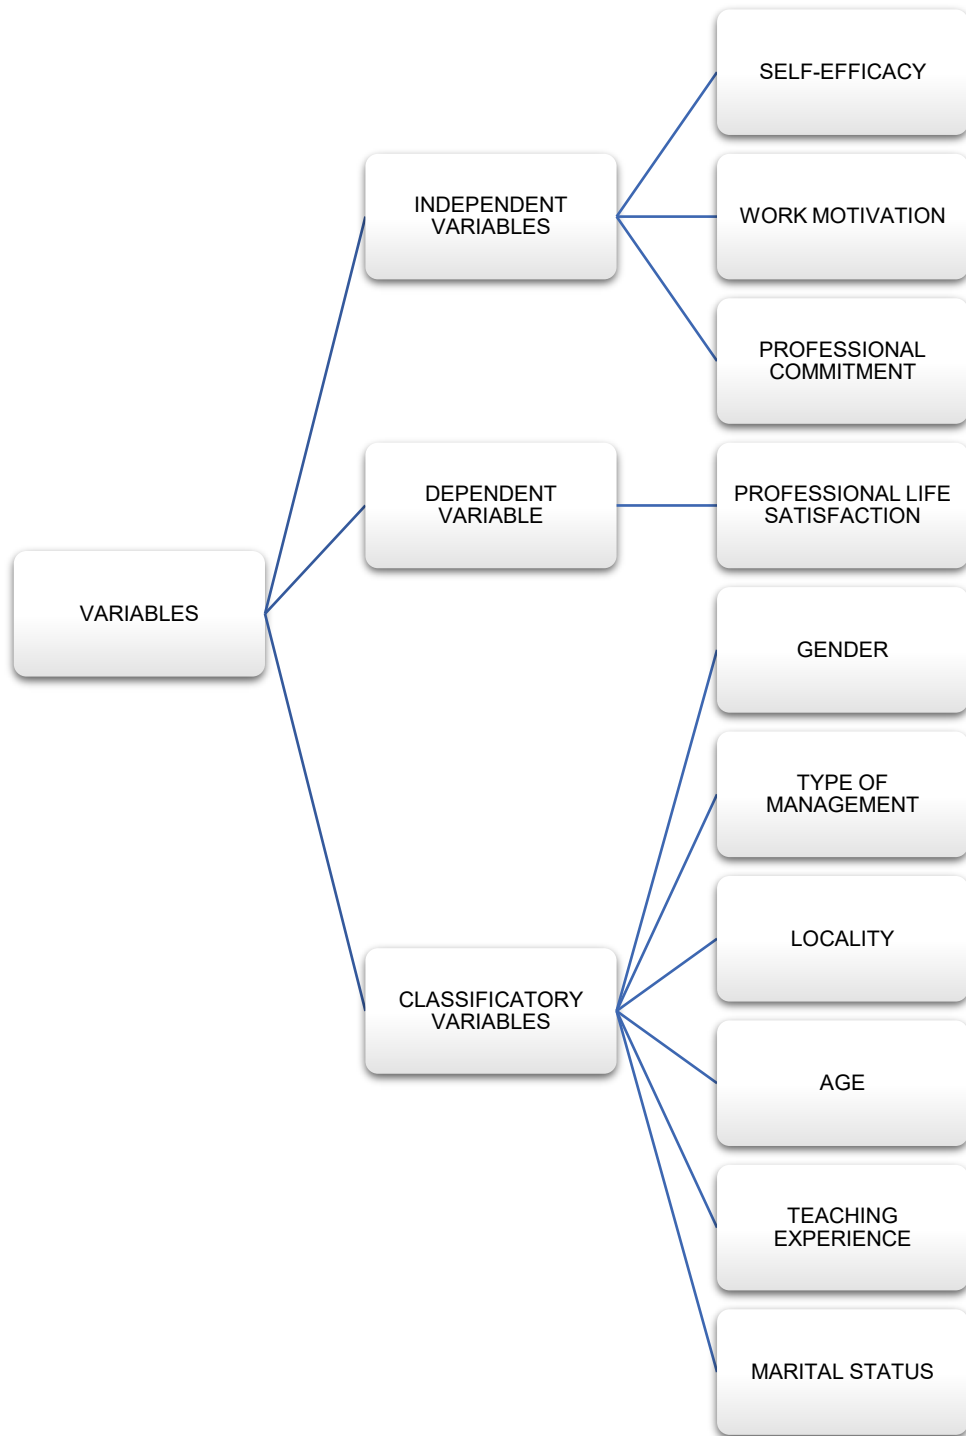 VARIABLES
INDEPENDENT
VARIABLES
SELF-EFFICACY
WORK MOTIVATION
PROFESSIONAL
COMMITMENT
DEPENDENT
VARIABLE
PROFESSIONAL LIFE
SATISFACTION
CLASSIFICATORY
VARIABLES
GENDER
TYPE OF
MANAGEMENT
LOCALITY
AGE
TEACHING
EXPERIENCE
MARITAL STATUS